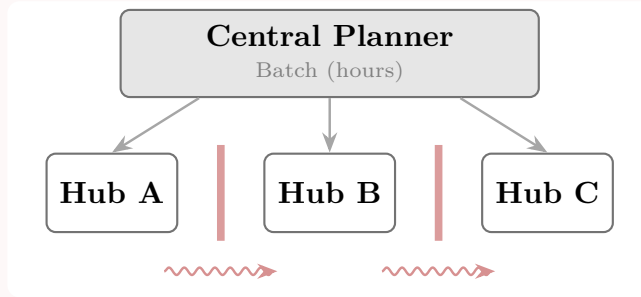 Central Planner
Batch (hours)
Hub A
Hub B
Hub C